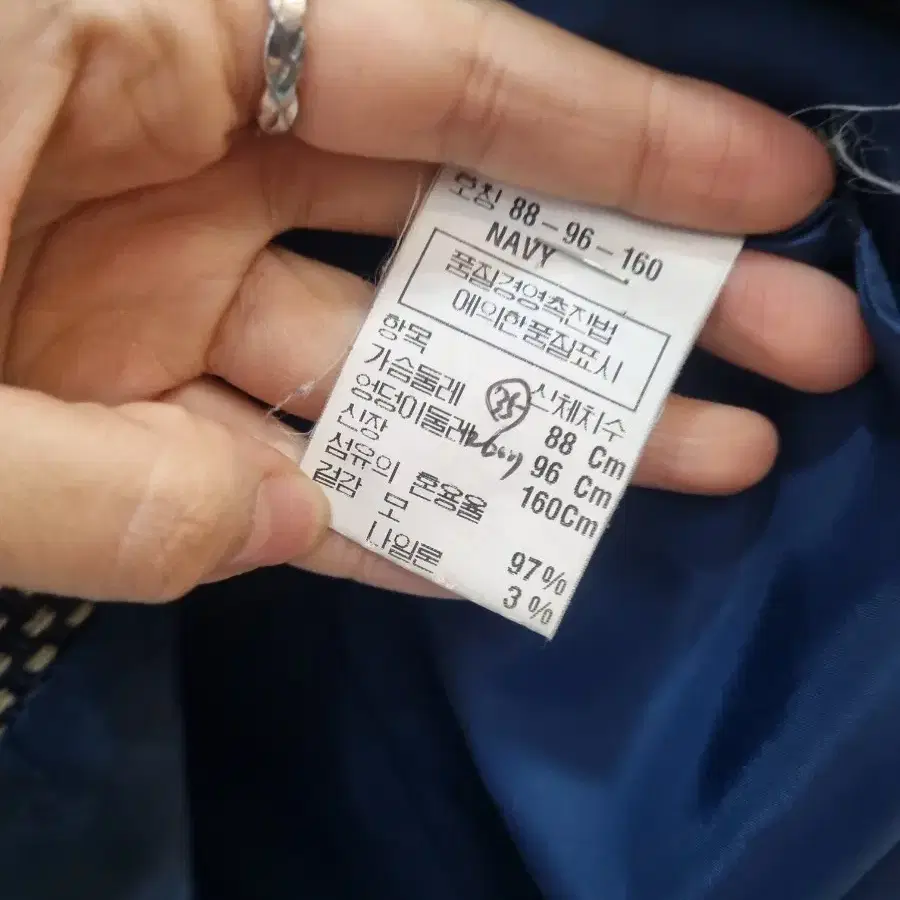 호칭 88-96-160
NAVY
품질경영촉진법
에의한품질표시
항목 신체치수
가슴둘레 88 Cm
엉덩이둘레 96 Cm
신장 160Cm
섬유의 혼용율
겉감 모 97%
나일론 3%